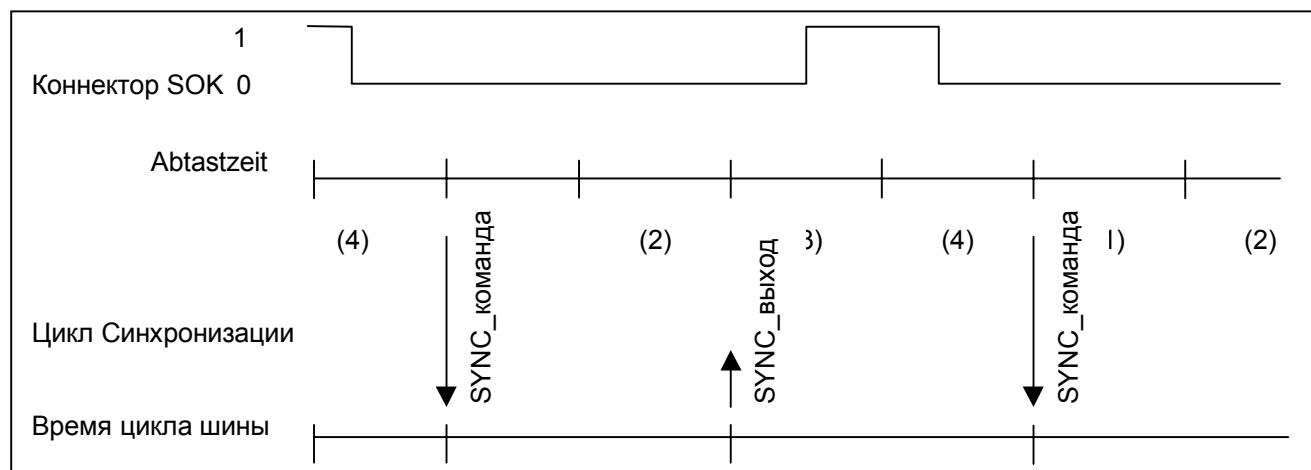 1
Коннектор SOK 0
Abtastzeit
(4) (2) (4) (2)
SYNC_команда
SYNC_выход
SYNC_команда
Цикл Синхронизации
Время цикла шины